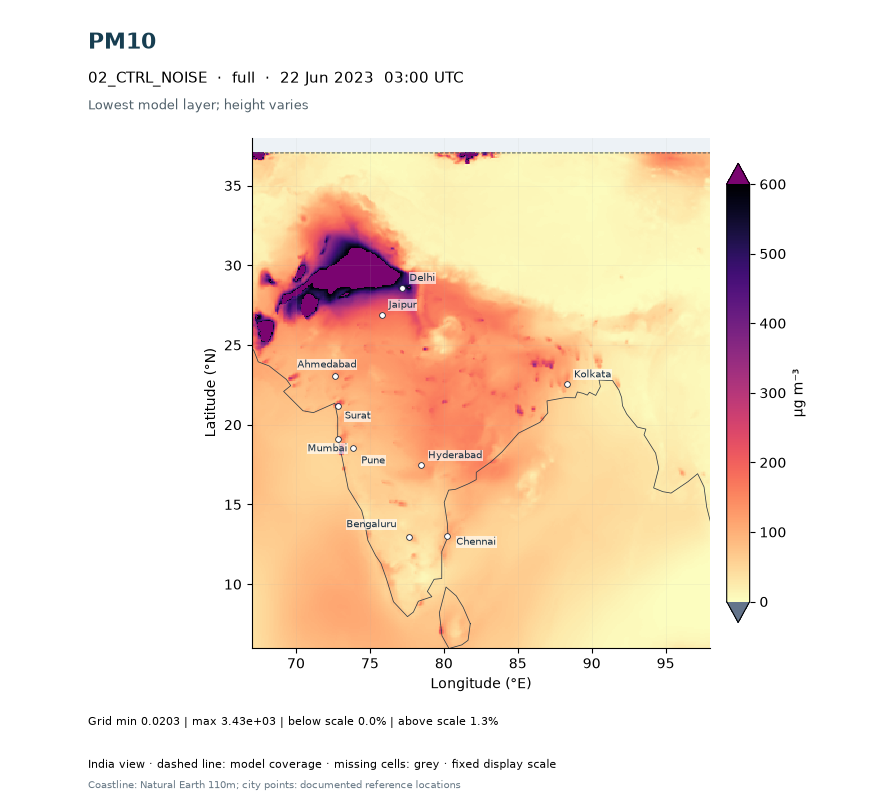 PM10
02_CTRL_NOISE · full · 22 Jun 2023 03:00 UTC
Lowest model layer; height varies
35
30
25
20
15
10
Latitude (°N)
Delhi
Jaipur
Ahmedabad
Kolkata
Surat
Mumbai
Pune
Hyderabad
Bengaluru
Chennai
70
75
80
85
90
95
Longitude (°E)
600
500
400
300
200
100
0
µg m⁻³
Grid min 0.0203 | max 3.43e+03 | below scale 0.0% | above scale 1.3%
India view · dashed line: model coverage · missing cells: grey · fixed display scale
Coastline: Natural Earth 110m; city points: documented reference locations